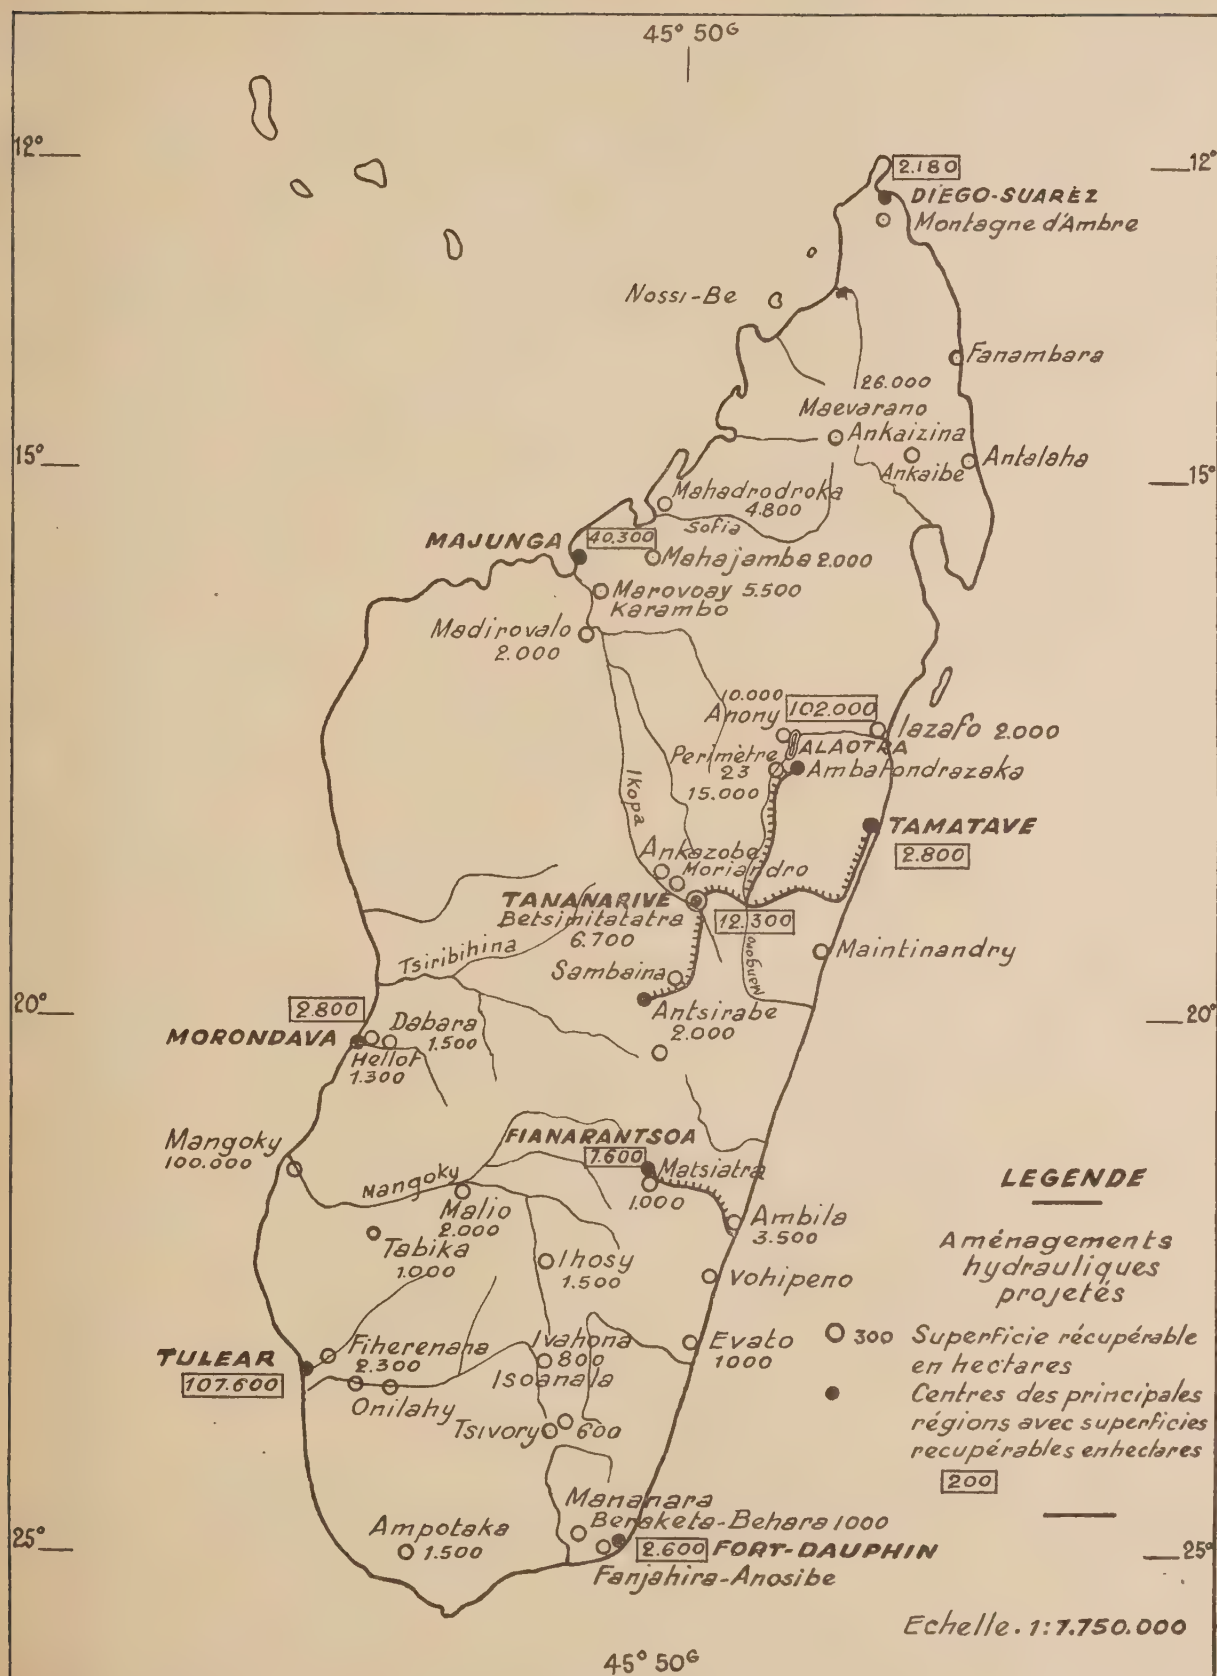 45° 50ᴳ
12°
12°
2.180
DIEGO-SUARÈZ
Montagne d'Ambre
Nossi-Be
Fanambara
26.000
Maevarano
Ankaizina
Ankaibe
Antalaha
15°
15°
Mahadrodroka
4.800
Sofia
MAJUNGA
40.300
Mahajamba 2.000
Marovoay 5.500
Karambo
Madirovalo
2.000
10.000
Anony
102.000
Iazafo 2.000
ALAOTRA
Perimètre
23
15.000
Ambatondrazaka
Ikopa
TAMATAVE
2.800
Ankazobe
Moriandro
TANANARIVE
Betsimitatatra
6.700
12.300
Mangoro
Maintinandry
Tsiribihina
Sambaina
Antsirabe
2.000
20°
20°
2.800
MORONDAVA
Dabara
1.500
Hellot
1.300
FIANARANTSOA
7.600
Matsiatra
1.000
Mangoky
100.000
Mangoky
Malio
2.000
Tabika
1.000
Ihosy
1.500
Ambila
3.500
Vohipeno
LEGENDE
Aménagements
hydrauliques
projetés
300 Superficie récupérable
en hectares
Centres des principales
régions avec superficies
recupérables en hectares
200
TULEAR
107.600
Fiherenana
2.300
Onilahy
Ivahona
800
Isoanala
Evato
1000
Tsivory
600
Mananara
Beraketa-Behara 1000
2.600
FORT-DAUPHIN
Fanjahira-Anosibe
Ampotaka
1.500
25°
25°
Echelle. 1:7.750.000
45° 50ᴳ